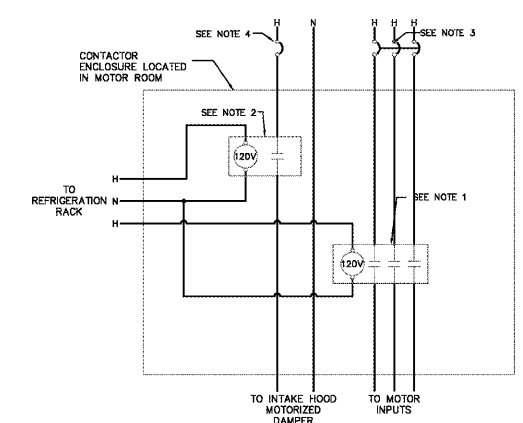 H N H H H
SEE NOTE 4
SEE NOTE 3
CONTACTOR
ENCLOSURE LOCATED
IN MOTOR ROOM
SEE NOTE 2
120V
H
TO
REFRIGERATION
RACK
N
H
SEE NOTE 1
120V
TO INTAKE HOOD
MOTORIZED
DAMPER
TO MOTOR
INPUTS